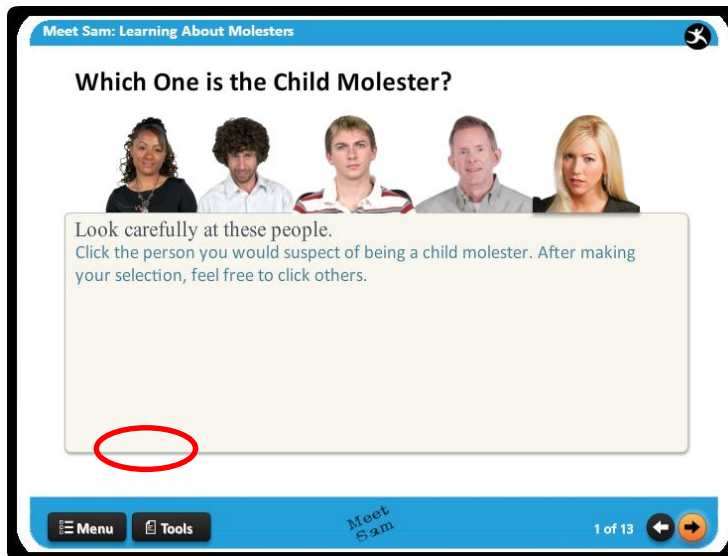 Meet Sam: Learning About Molesters
Which One is the Child Molester?
Look carefully at these people.
Click the person you would suspect of being a child molester. After making
your selection, feel free to click others.
Menu
Tools
Meet
Sam
1 of 13